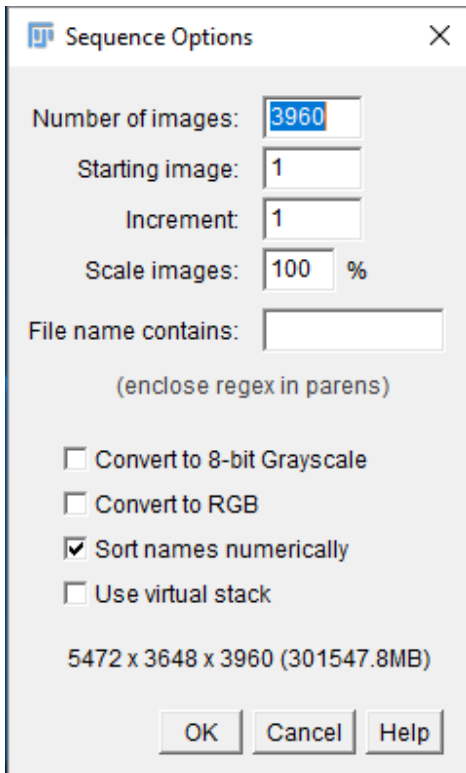 Sequence Options
Number of images: 3960
Starting image: 1
Increment: 1
Scale images: 100 %
File name contains:
(enclose regex in parens)
Convert to 8-bit Grayscale
Convert to RGB
Sort names numerically
Use virtual stack
5472 x 3648 x 3960 (301547.8MB)
OK Cancel Help